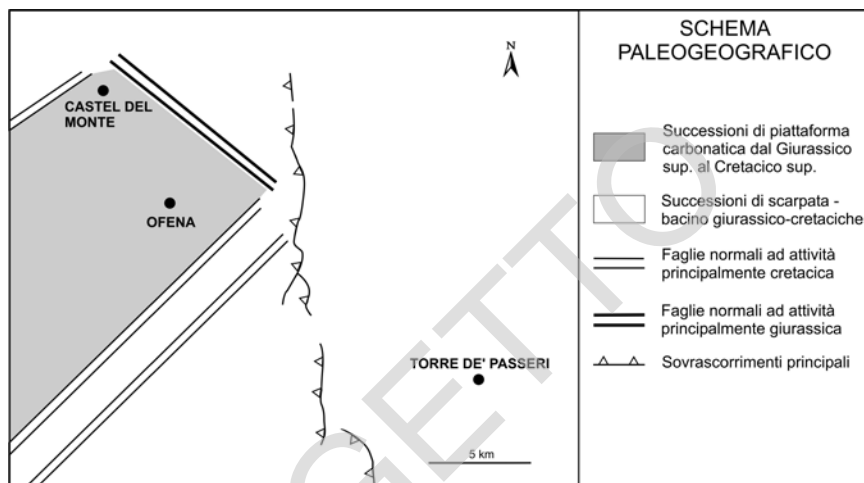 SCHEMA
PALEOGEOGRAFICO
N
CASTEL DEL
MONTE
OFENA
TORRE DE' PASSERI
5 km
Successioni di piattaforma
carbonatica dal Giurassico
sup. al Cretacico sup.
Successioni di scarpata -
bacino giurassico-cretaciche
Faglie normali ad attività
principalmente cretacica
Faglie normali ad attività
principalmente giurassica
Sovrascorrimenti principali
GETTO